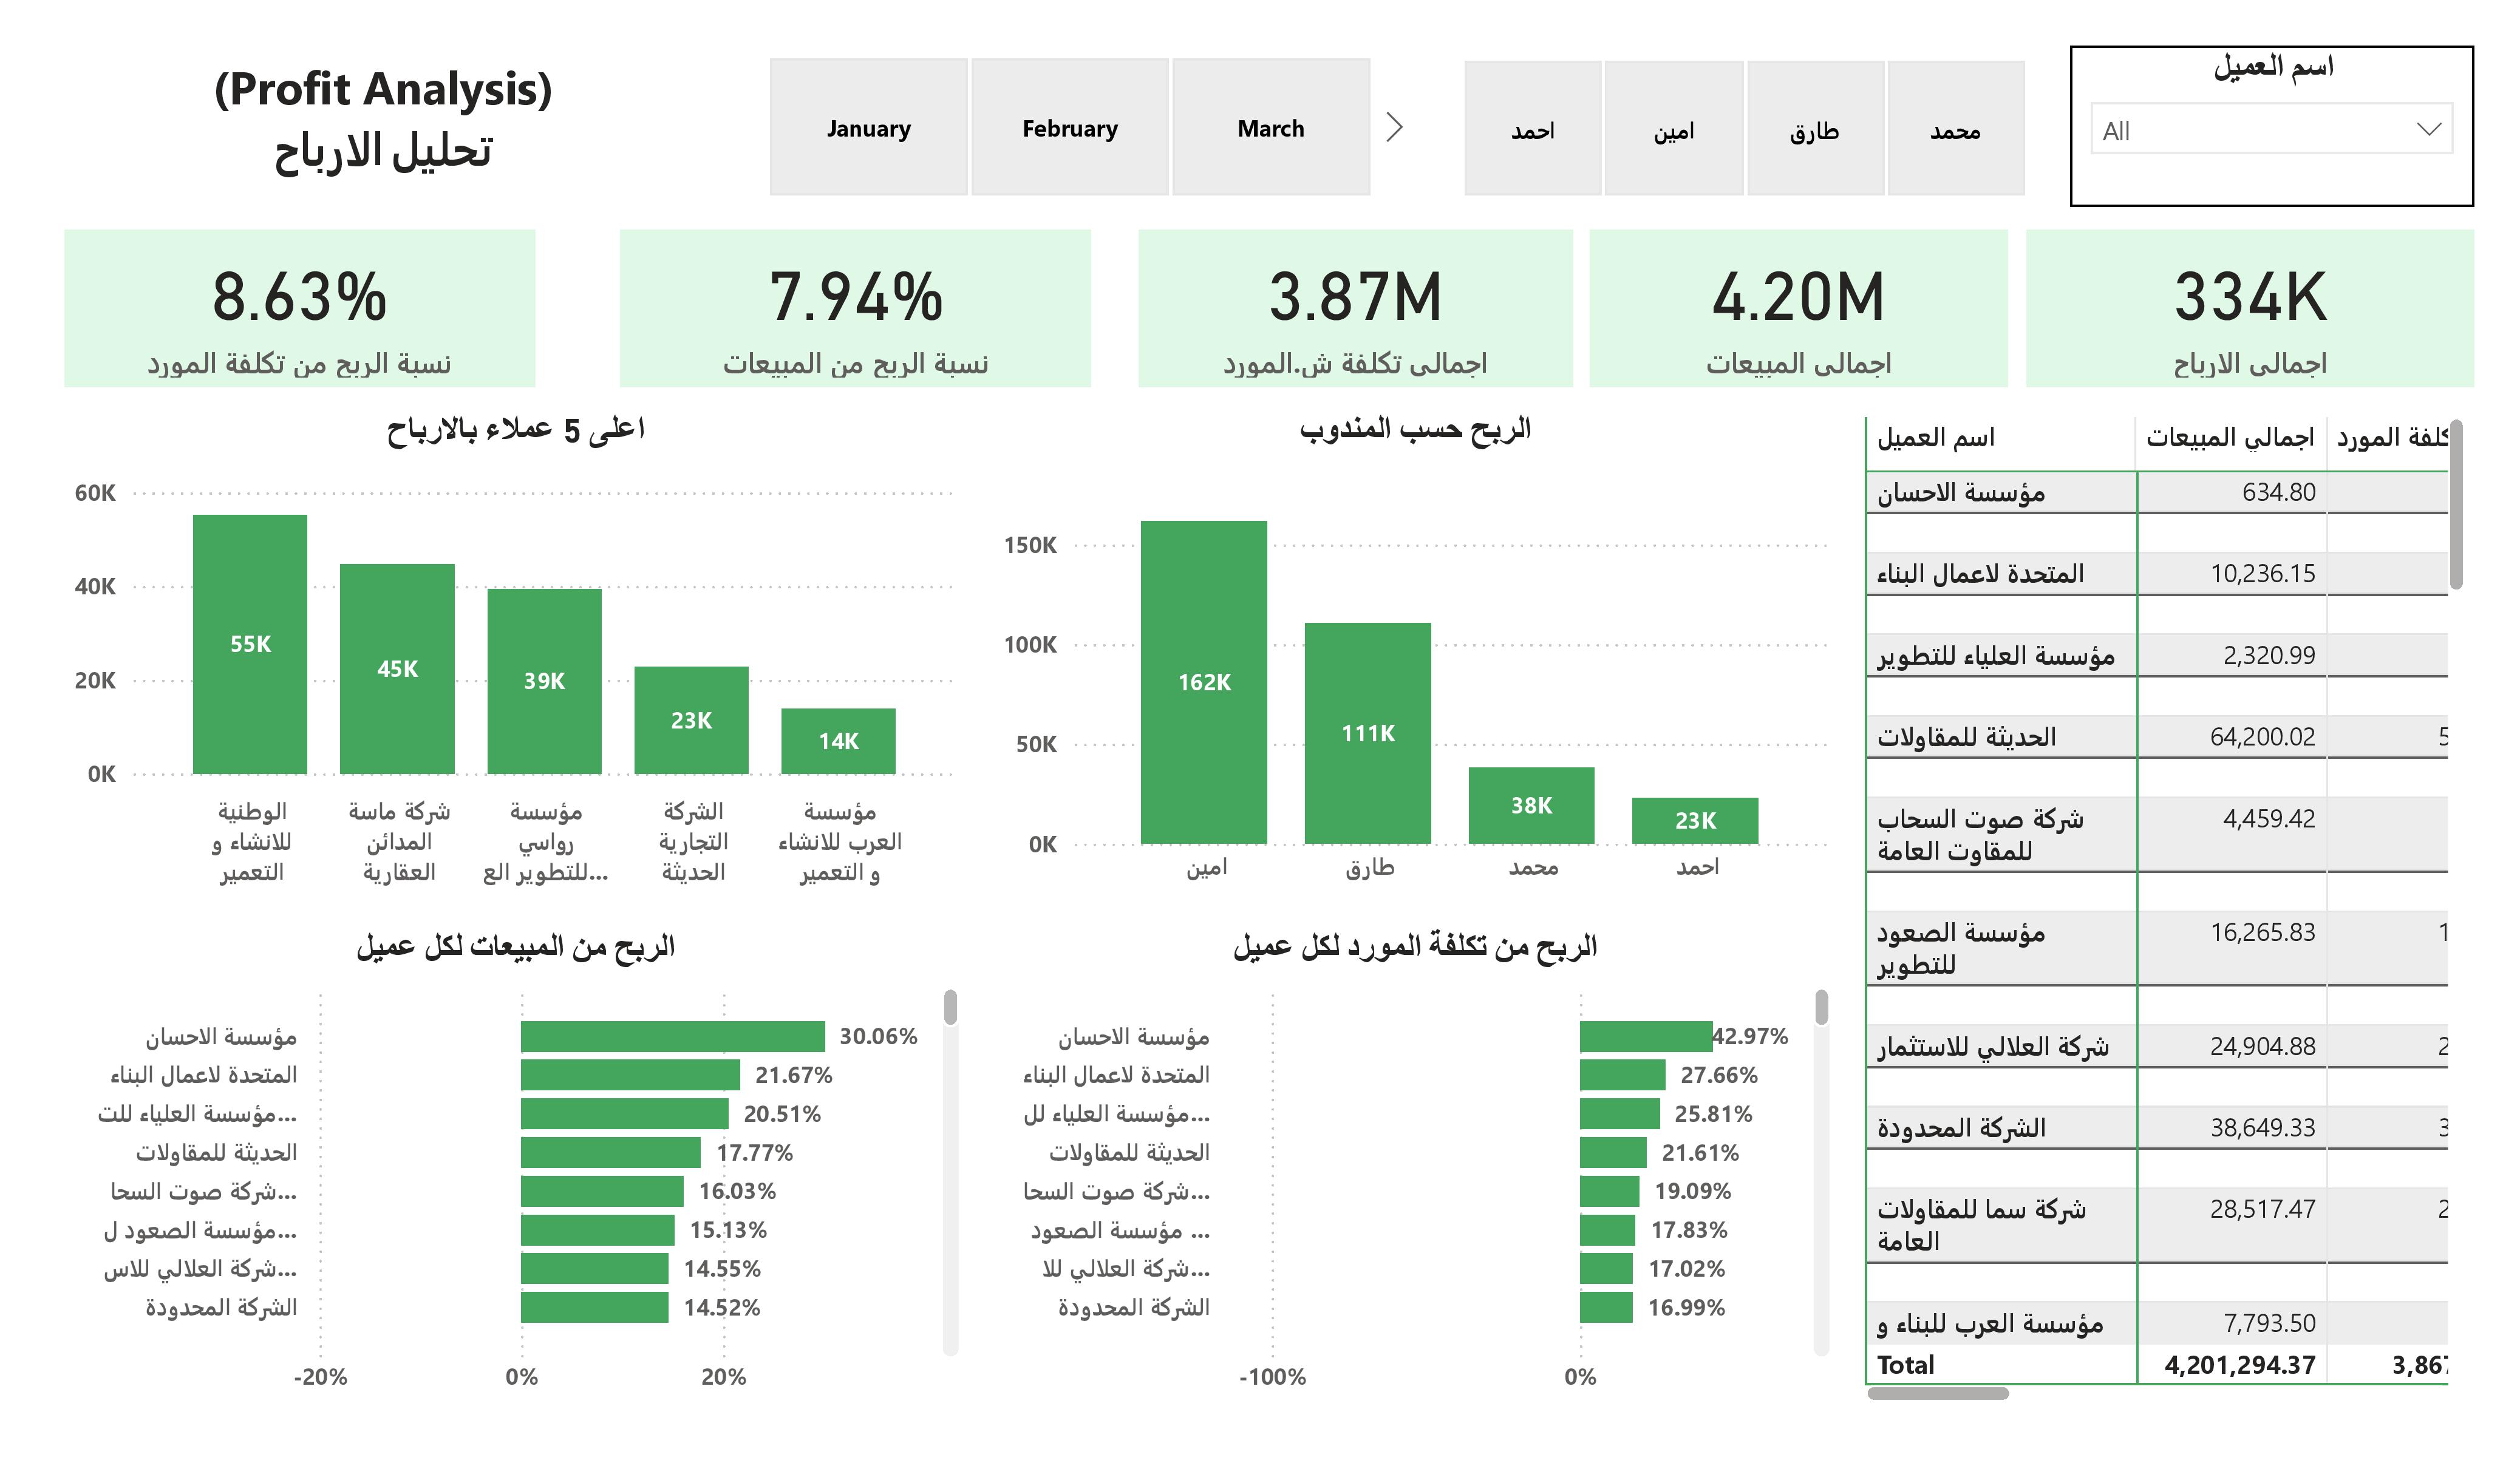 (Profit Analysis)
تحليل الارباح
January
February
March
احمد
امين
طارق
محمد
اسم العميل
All
8.63%
نسبة الربح من تكلفة المورد
7.94%
نسبة الربح من المبيعات
3.87M
اجمالي تكلفة ش.المورد
4.20M
اجمالي المبيعات
334K
اجمالي الارباح
اعلى 5 عملاء بالارباح
60K
40K
20K
0K
55K
45K
39K
23K
14K
الوطنية
للانشاء و
التعمير
شركة ماسة
المدائن
العقارية
مؤسسة
رواسي
للتطوير الع...
الشركة
التجارية
الحديثة
مؤسسة
العرب للانشاء
و التعمير
الربح حسب المندوب
150K
100K
50K
0K
162K
111K
38K
23K
امين
طارق
محمد
احمد
الربح من المبيعات لكل عميل
مؤسسة الاحسان 30.06%
المتحدة لاعمال البناء 21.67%
مؤسسة العلياء للت... 20.51%
الحديثة للمقاولات 17.77%
شركة صوت السحا... 16.03%
مؤسسة الصعود ل... 15.13%
شركة العلالي للاس... 14.55%
الشركة المحدودة 14.52%
-20% 0% 20%
الربح من تكلفة المورد لكل عميل
مؤسسة الاحسان 42.97%
المتحدة لاعمال البناء 27.66%
مؤسسة العلياء لل... 25.81%
الحديثة للمقاولات 21.61%
شركة صوت السحا... 19.09%
مؤسسة الصعود ... 17.83%
شركة العلالي للا... 17.02%
الشركة المحدودة 16.99%
-100% 0%
اسم العميل اجمالي المبيعات كلفة المورد
مؤسسة الاحسان 634.80
المتحدة لاعمال البناء 10,236.15
مؤسسة العلياء للتطوير 2,320.99
الحديثة للمقاولات 64,200.02 5
شركة صوت السحاب 4,459.42
للمقاوت العامة
مؤسسة الصعود 16,265.83 1
للتطوير
شركة العلالي للاستثمار 24,904.88 2
الشركة المحدودة 38,649.33 3
شركة سما للمقاولات 28,517.47 2
العامة
مؤسسة العرب للبناء و 7,793.50
Total 4,201,294.37 3,867